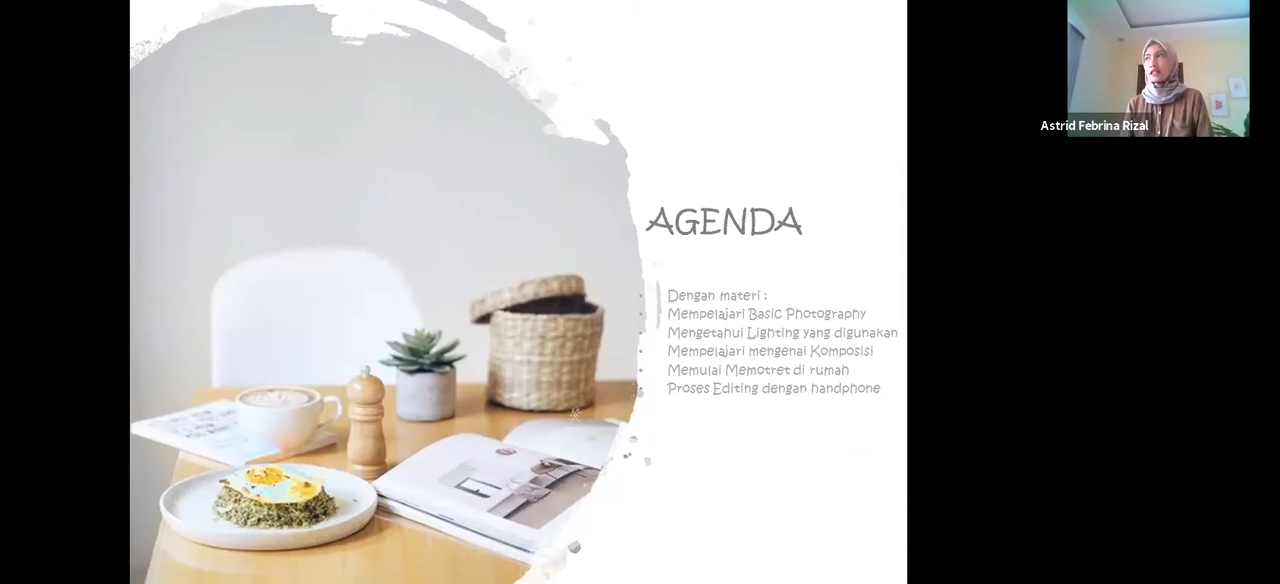 AGENDA
Dengan materi :
Mempelajari Basic Photography
Mengetahui Lighting yang digunakan
Mempelajari mengenai Komposisi
Memulai Memotret di rumah
Proses Editing dengan handphone
Astrid Febrina Rizal